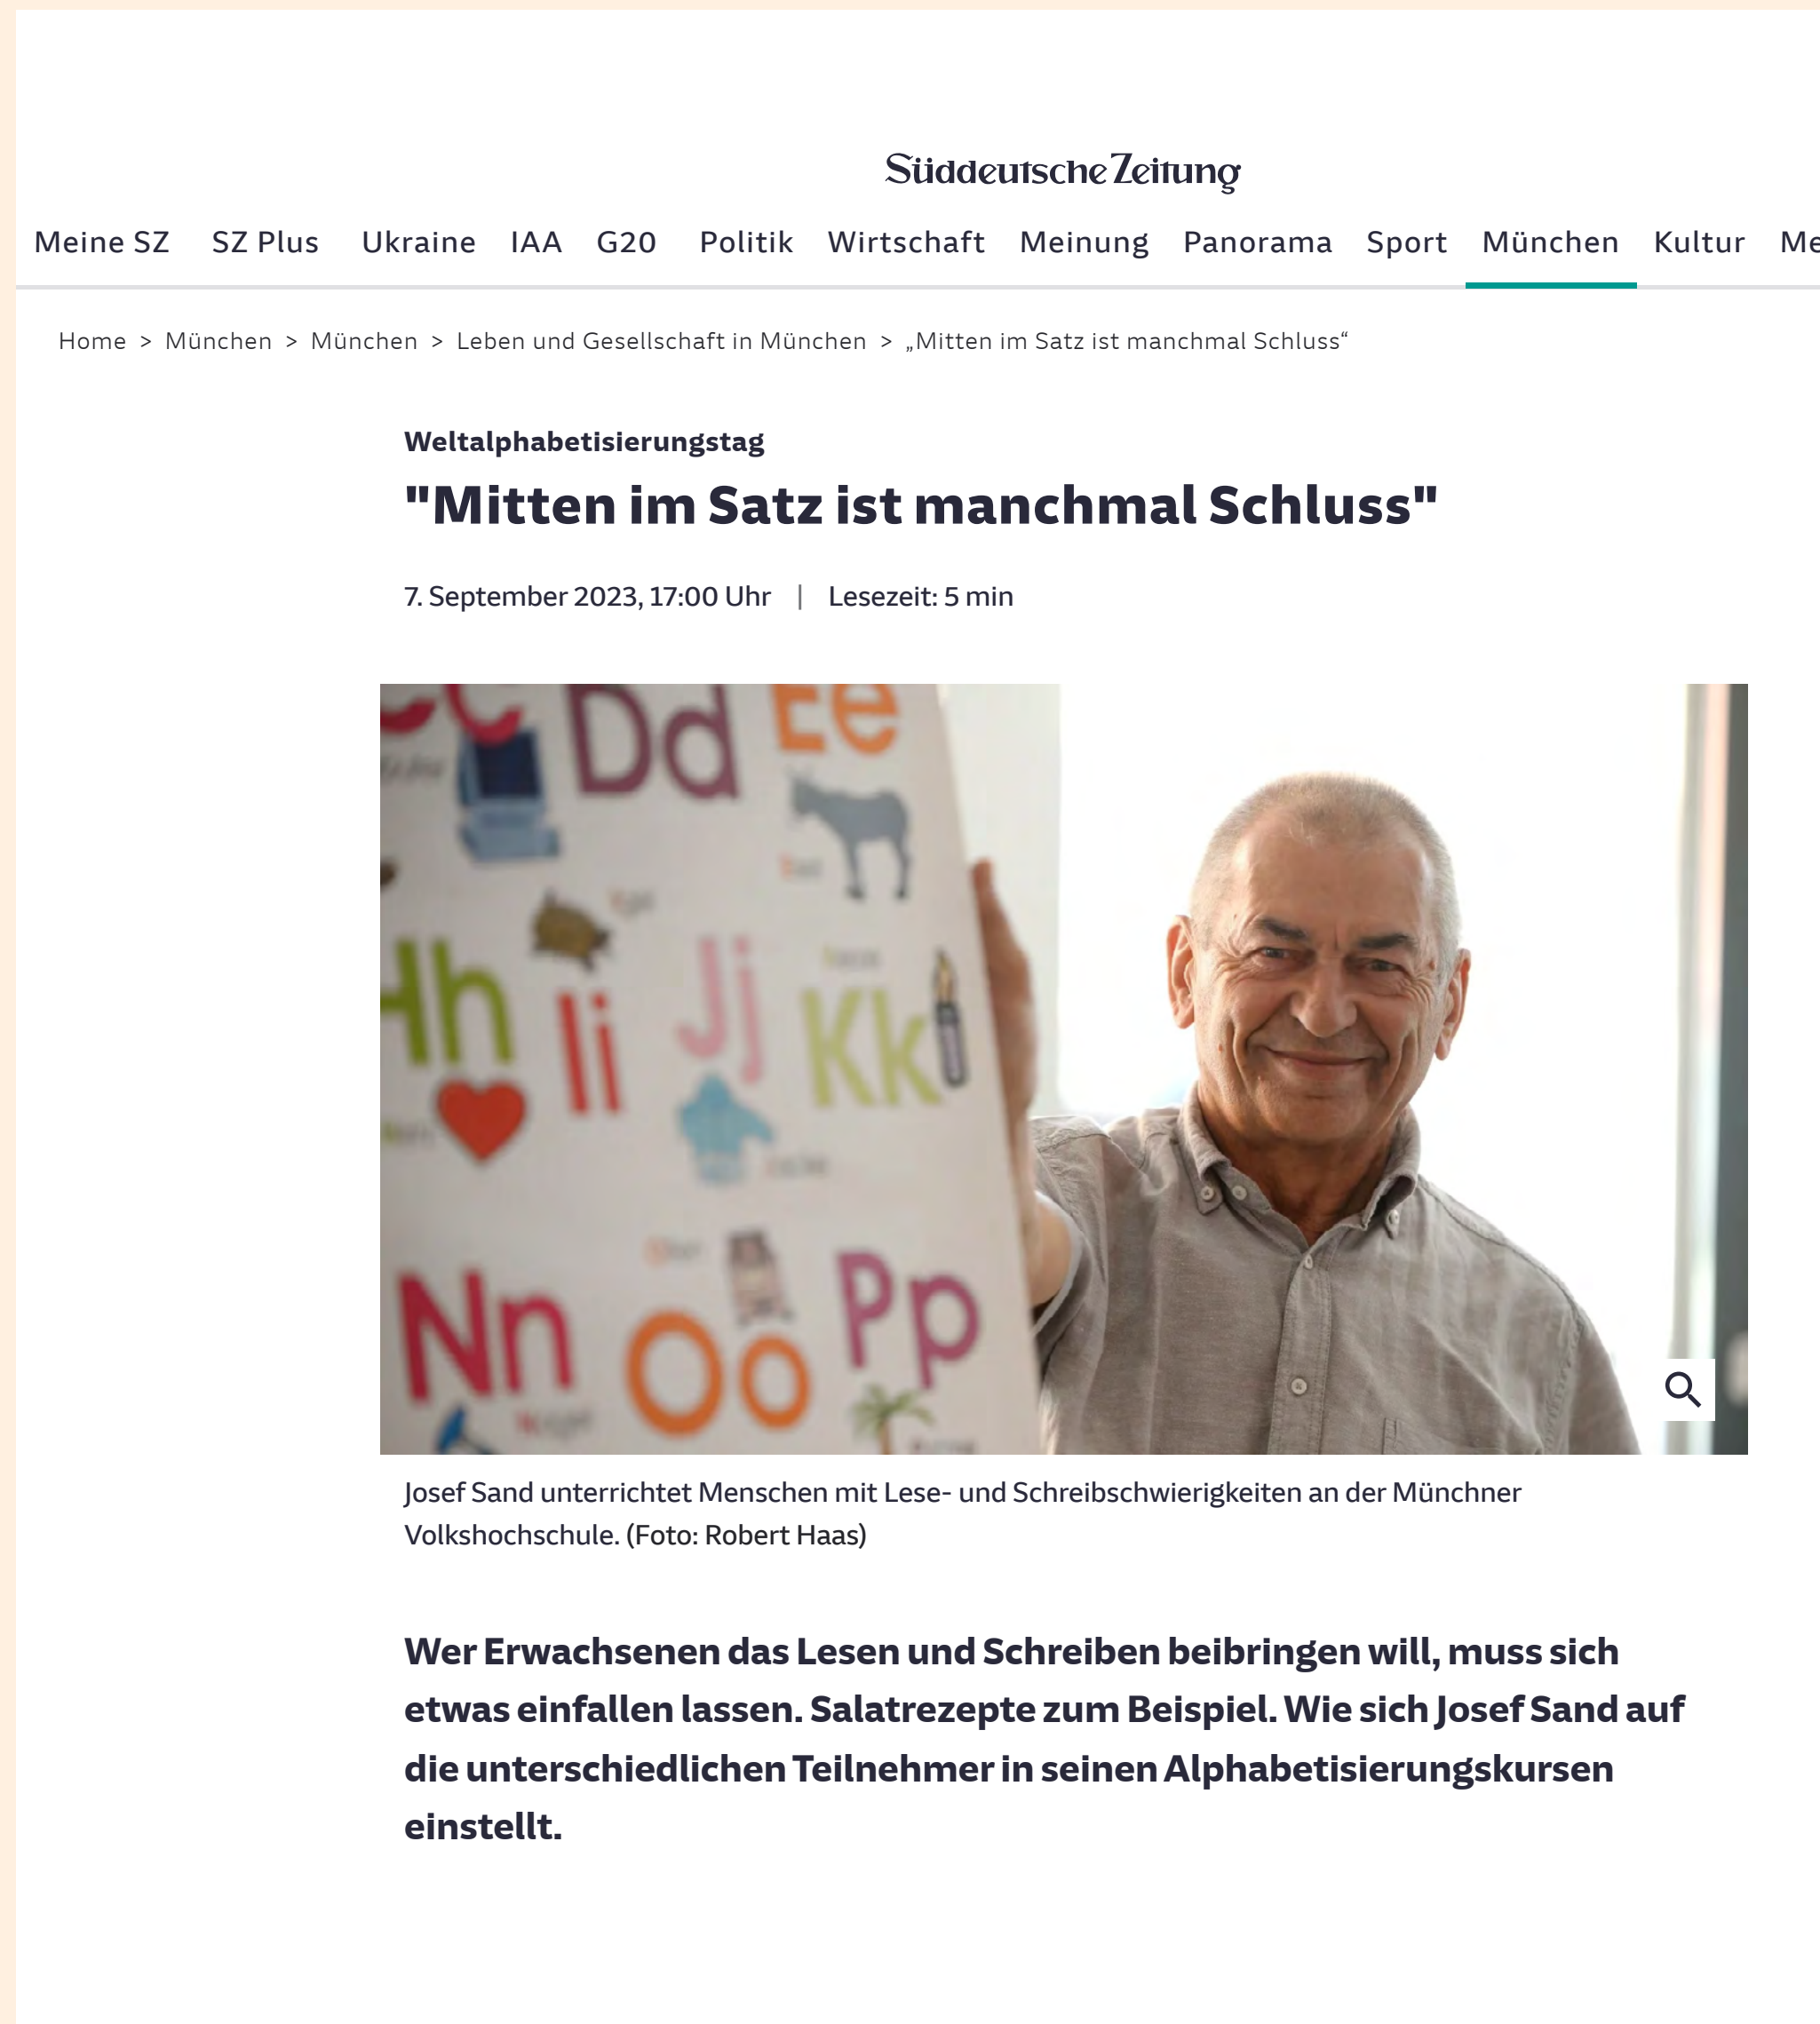 Süddeutsche Zeitung
Meine SZ SZ Plus Ukraine IAA G20 Politik Wirtschaft Meinung Panorama Sport München Kultur Me
Home > München > München > Leben und Gesellschaft in München > „Mitten im Satz ist manchmal Schluss“
Weltalphabetisierungstag
"Mitten im Satz ist manchmal Schluss"
7. September 2023, 17:00 Uhr | Lesezeit: 5 min
Cc Dd Ee
Hh Ii Jj Kk
Nn Oo Pp
Josef Sand unterrichtet Menschen mit Lese- und Schreibschwierigkeiten an der Münchner
Volkshochschule. (Foto: Robert Haas)
Wer Erwachsenen das Lesen und Schreiben beibringen will, muss sich
etwas einfallen lassen. Salatrezepte zum Beispiel. Wie sich Josef Sand auf
die unterschiedlichen Teilnehmer in seinen Alphabetisierungskursen
einstellt.